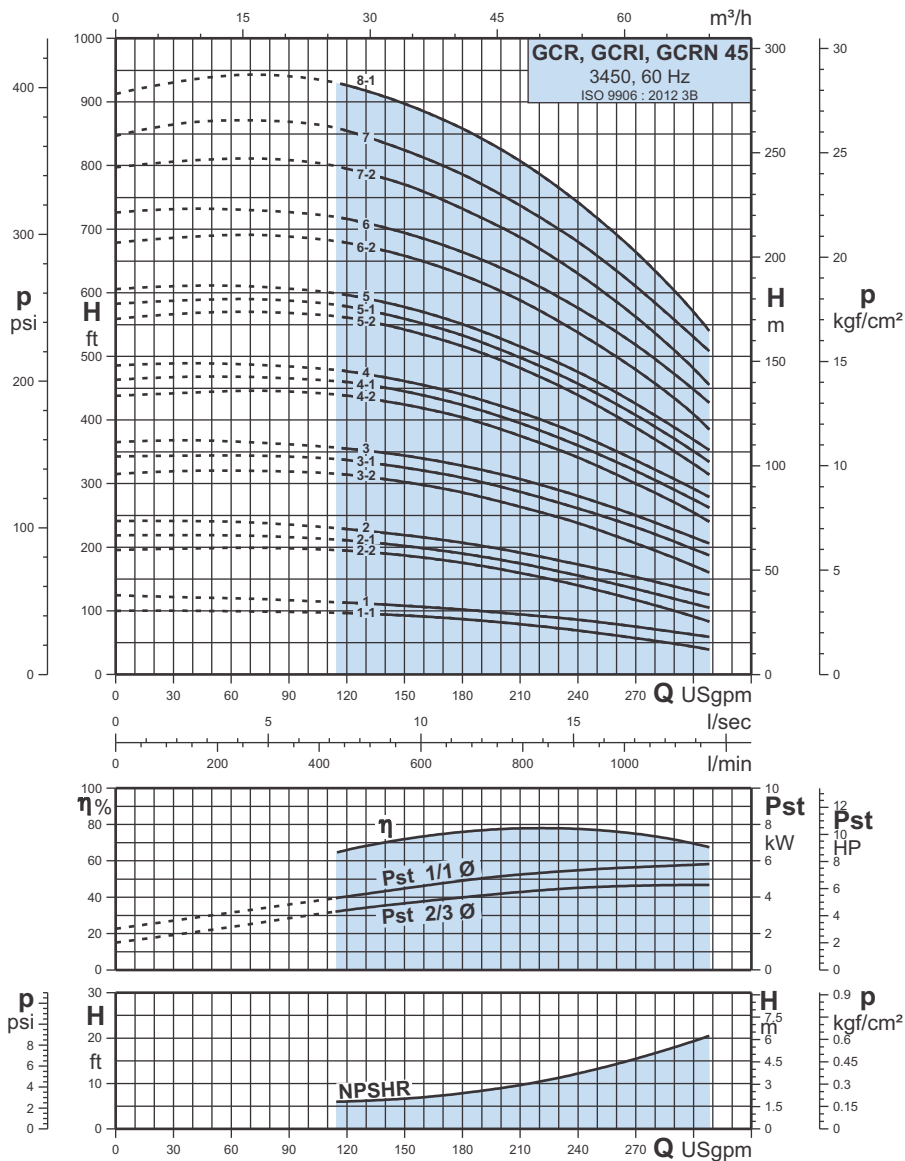 0 15 30 45 60 m³/h
GCR, GCRI, GCRN 45
3450, 60 Hz
ISO 9906 : 2012 3B
p
psi
400
300
200
100
0
H
ft
1000
900
800
700
600
500
400
300
200
100
0
8-1
7
7-2
6
6-2
5
5-1
5-2
4
4-1
4-2
3
3-1
3-2
2
2-1
2-2
1
1-1
H
m
300
250
200
150
100
50
0
p
kgf/cm²
30
25
20
15
10
5
0
0 30 60 90 120 150 180 210 240 270 Q USgpm
0 5 10 15 l/sec
0 200 400 600 800 1000 l/min
η%
100
80
60
40
20
0
η
Pst 1/1 Ø
Pst 2/3 Ø
Pst
kW
10
8
6
4
2
0
Pst
HP
12
10
8
6
4
2
0
p
psi
8
6
4
2
0
H
ft
30
20
10
0
NPSHR
H
m
7.5
6
4.5
3
1.5
0
p
kgf/cm²
0.9
0.75
0.6
0.45
0.3
0.15
0
0 30 60 90 120 150 180 210 240 270 Q USgpm